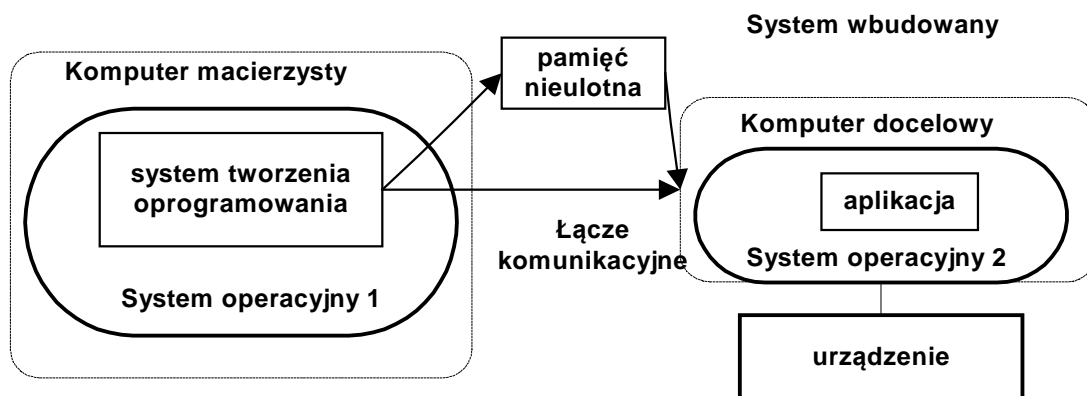 System wbudowany
Komputer macierzysty
pamięć
nieulotna
system tworzenia
oprogramowania
System operacyjny 1
Łącze
komunikacyjne
Komputer docelowy
aplikacja
System operacyjny 2
urządzenie